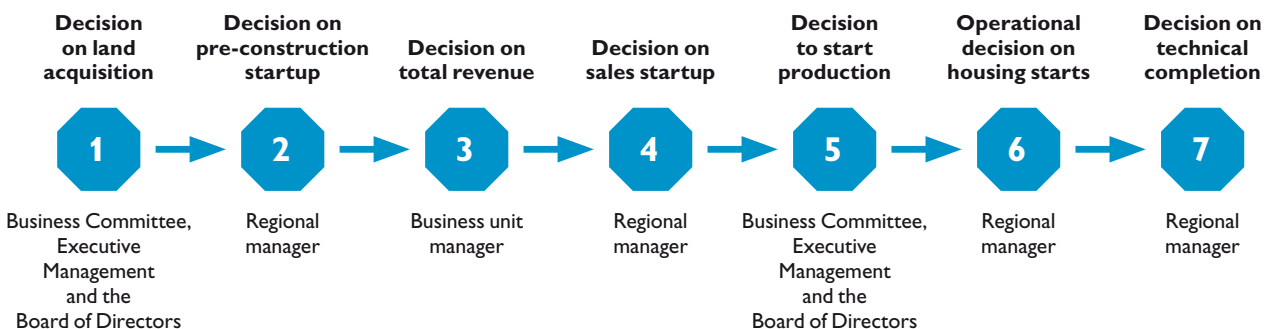 Decision
on land
acquisition
Decision on
pre-construction
startup
Decision on
total revenue
Decision on
sales startup
Decision
to start
production
Operational
decision on
housing starts
Decision on
technical
completion
1
2
3
4
5
6
7
Business Committee,
Executive
Management
and the
Board of Directors
Regional
manager
Business unit
manager
Regional
manager
Business Committee,
Executive
Management
and the
Board of Directors
Regional
manager
Regional
manager